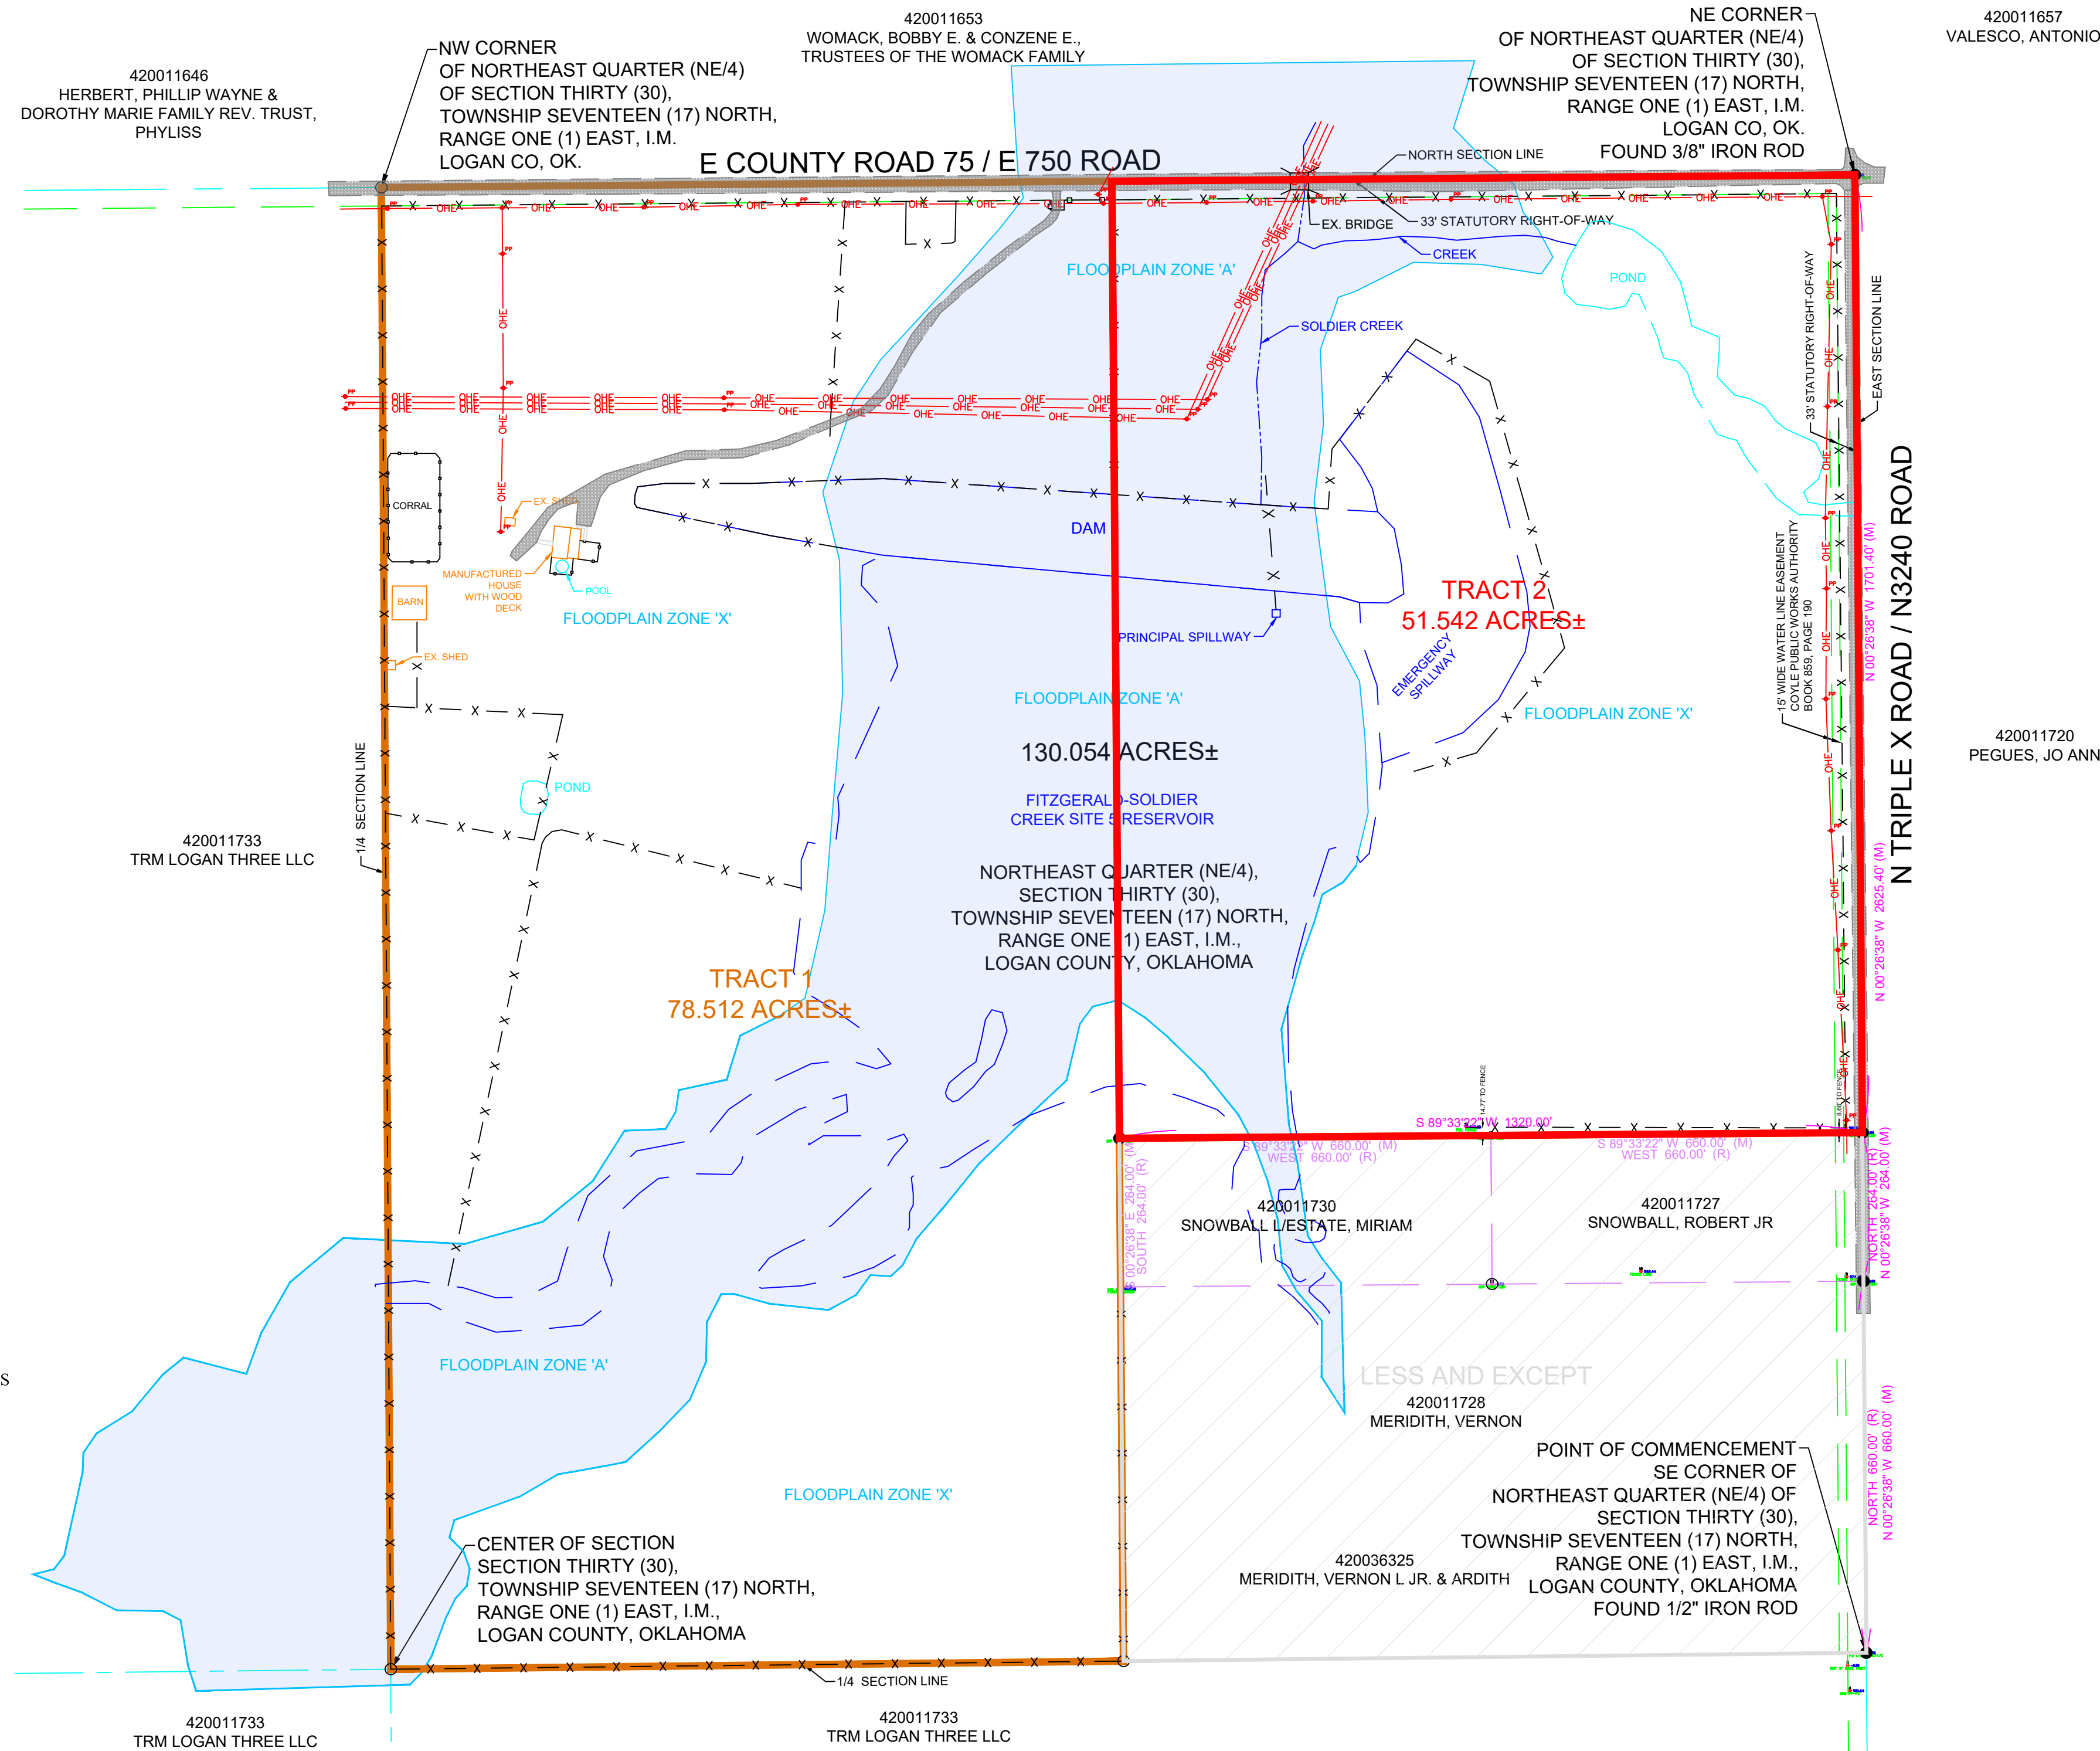 420011653
WOMACK, BOBBY E. & CONZENE E.,
TRUSTEES OF THE WOMACK FAMILY
420011657
VALESCO, ANTONIO
420011646
HERBERT, PHILLIP WAYNE &
DOROTHY MARIE FAMILY REV. TRUST,
PHYLISS
NW CORNER
OF NORTHEAST QUARTER (NE/4)
OF SECTION THIRTY (30),
TOWNSHIP SEVENTEEN (17) NORTH,
RANGE ONE (1) EAST, I.M.
LOGAN CO, OK.
NE CORNER
OF NORTHEAST QUARTER (NE/4)
OF SECTION THIRTY (30),
TOWNSHIP SEVENTEEN (17) NORTH,
RANGE ONE (1) EAST, I.M.
LOGAN CO, OK.
FOUND 3/8" IRON ROD
E COUNTY ROAD 75 / E 750 ROAD
NORTH SECTION LINE
33' STATUTORY RIGHT-OF-WAY
EX. BRIDGE
CREEK
FLOODPLAIN ZONE 'A'
POND
SOLDIER CREEK
33' STATUTORY RIGHT-OF-WAY
EAST SECTION LINE
CORRAL
EX. SHED
MANUFACTURED
HOUSE
WITH WOOD
DECK
POOL
BARN
EX. SHED
FLOODPLAIN ZONE 'X'
DAM
PRINCIPAL SPILLWAY
TRACT 2
51.542 ACRES±
EMERGENCY
SPILLWAY
FLOODPLAIN ZONE 'A'
FLOODPLAIN ZONE 'X'
15' WIDE WATER LINE EASEMENT
COYLE PUBLIC WORKS AUTHORITY
BOOK 859, PAGE 190
N 00°26'38" W 1701.40' (M)
N TRIPLE X ROAD / N3240 ROAD
130.054 ACRES±
420011720
PEGUES, JO ANN
1/4 SECTION LINE
POND
FITZGERALD-SOLDIER
CREEK SITE 5 RESERVOIR
420011733
TRM LOGAN THREE LLC
NORTHEAST QUARTER (NE/4),
SECTION THIRTY (30),
TOWNSHIP SEVENTEEN (17) NORTH,
RANGE ONE (1) EAST, I.M.,
LOGAN COUNTY, OKLAHOMA
N 00°26'38" W 2625.40' (M)
TRACT 1
78.512 ACRES±
14.77' TO FENCE
8.66' TO FENCE
S 89°33'22" W 1320.00'
S 89°33'22" W 660.00' (M)
WEST 660.00' (R)
S 89°33'22" W 660.00' (M)
WEST 660.00' (R)
S 00°26'38" E 264.00' (M)
SOUTH 264.00' (R)
NORTH 264.00' (R)
N 00°26'38" W 264.00' (M)
420011730
SNOWBALL L/ESTATE, MIRIAM
420011727
SNOWBALL, ROBERT JR
FLOODPLAIN ZONE 'A'
S
LESS AND EXCEPT
420011728
MERIDITH, VERNON
NORTH 660.00' (R)
N 00°26'38" W 660.00' (M)
FLOODPLAIN ZONE 'X'
POINT OF COMMENCEMENT
SE CORNER OF
NORTHEAST QUARTER (NE/4) OF
SECTION THIRTY (30),
TOWNSHIP SEVENTEEN (17) NORTH,
RANGE ONE (1) EAST, I.M.,
LOGAN COUNTY, OKLAHOMA
FOUND 1/2" IRON ROD
CENTER OF SECTION
SECTION THIRTY (30),
TOWNSHIP SEVENTEEN (17) NORTH,
RANGE ONE (1) EAST, I.M.,
LOGAN COUNTY, OKLAHOMA
420036325
MERIDITH, VERNON L JR. & ARDITH
1/4 SECTION LINE
420011733
TRM LOGAN THREE LLC
420011733
TRM LOGAN THREE LLC